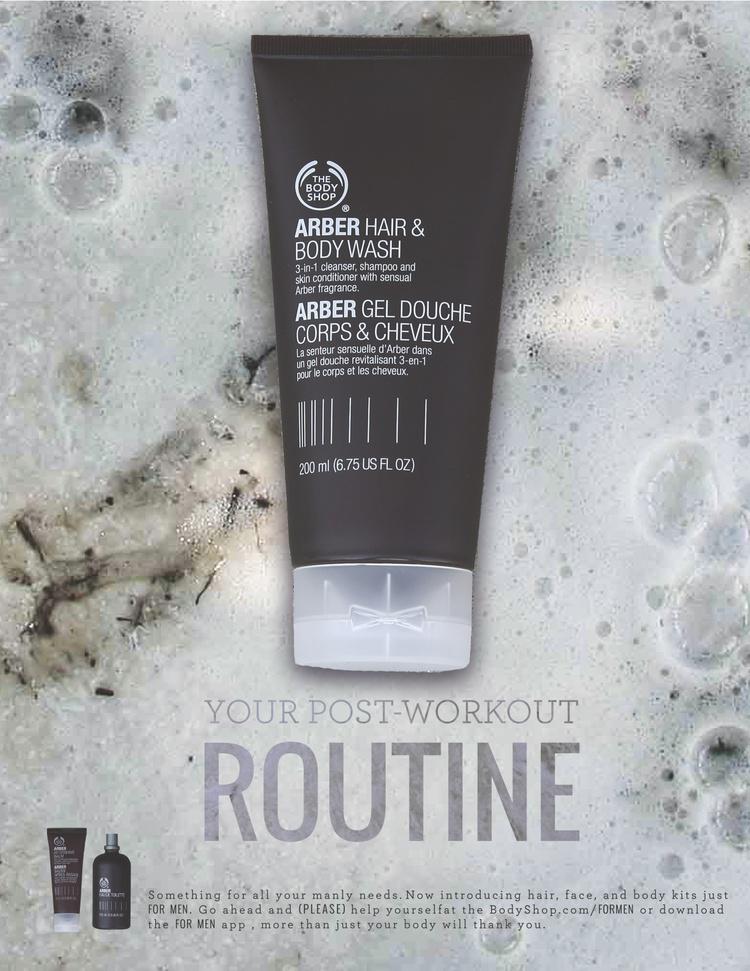 THE
BODY
SHOP
®
ARBER HAIR &
BODY WASH
3-in-1 cleanser, shampoo and
skin conditioner with sensual
Arber fragrance.
ARBER GEL DOUCHE
CORPS & CHEVEUX
La senteur sensuelle d'Arber dans
un gel douche revitalisant 3-en-1
pour le corps et les cheveux.
200 ml (6.75 US FL OZ)
YOUR POST-WORKOUT
ROUTINE
ARBER
ARBER
ARBER
Something for all your manly needs. Now introducing hair, face, and body kits just
FOR MEN. Go ahead and (PLEASE) help yourselfat the BodyShop,com/FORMEN or download
the FOR MEN app , more than just your body will thank you.